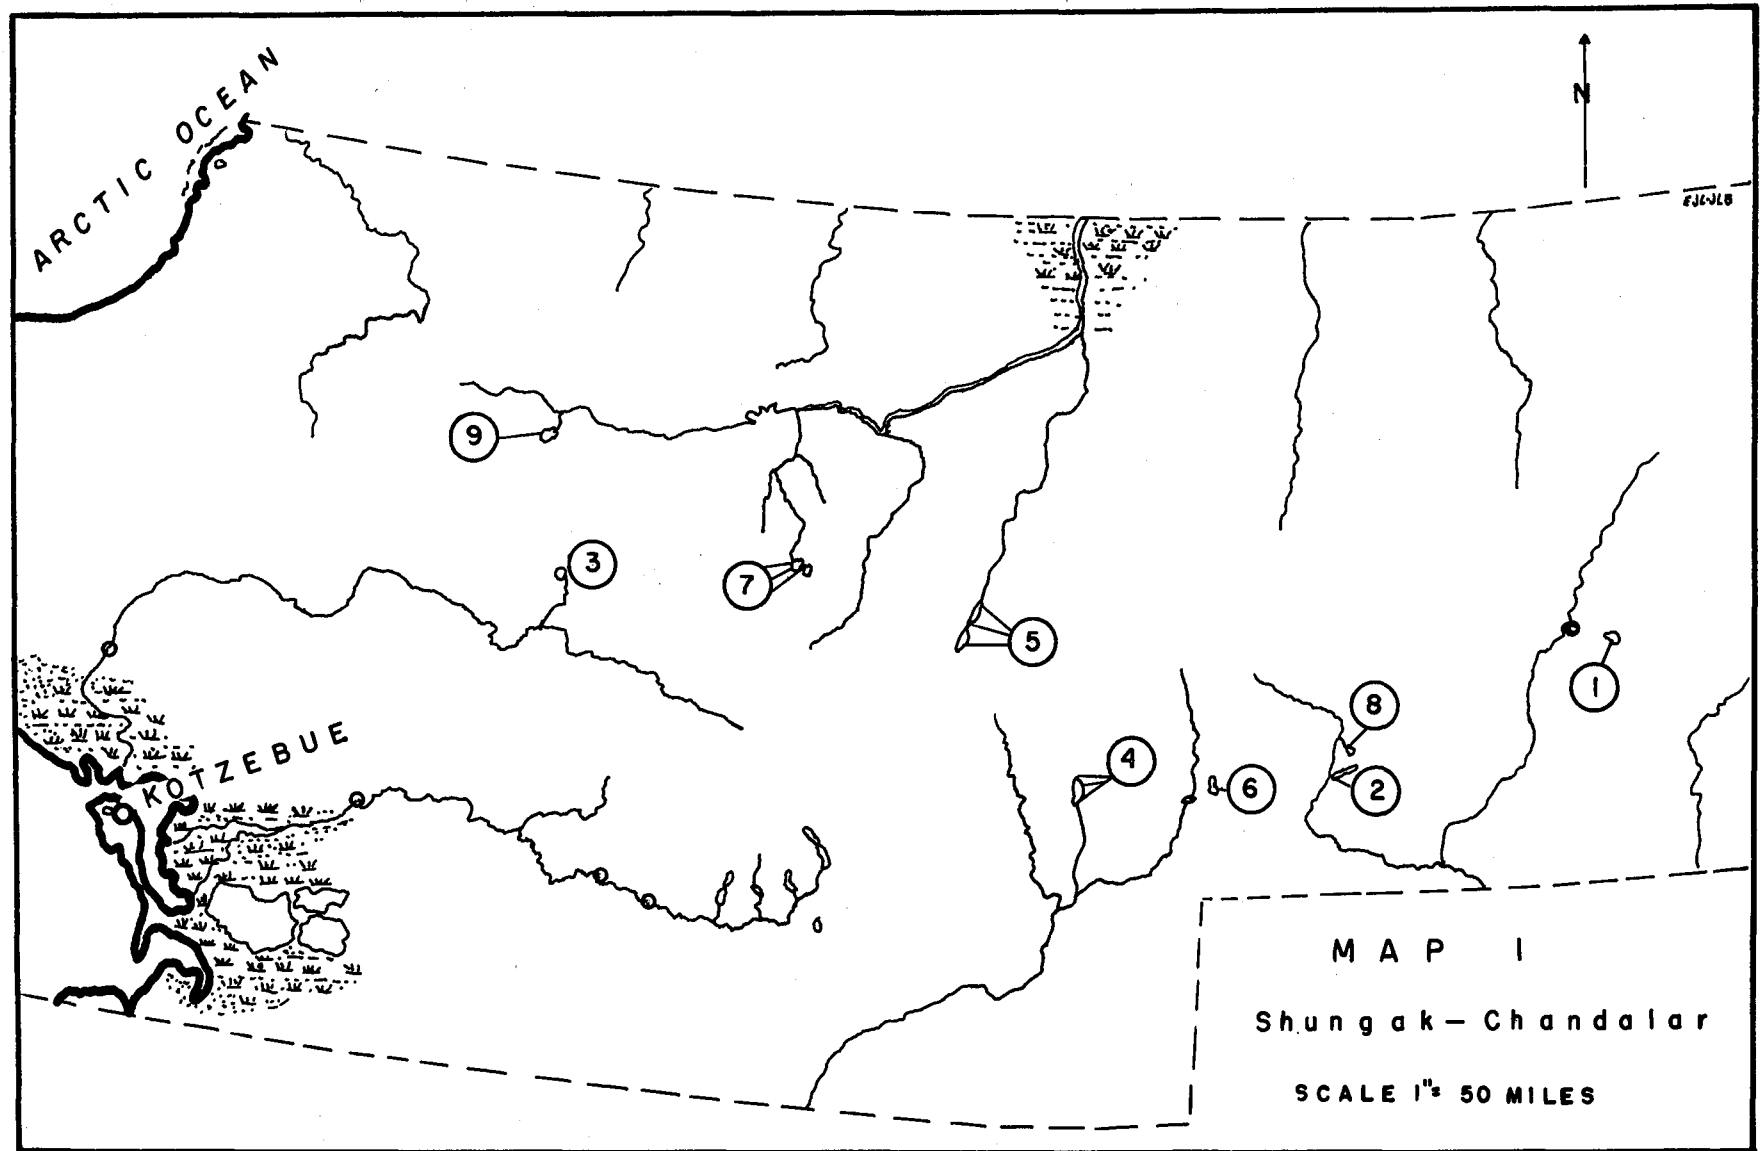 ARCTIC OCEAN
N
EJL-JLB
9
3
7
5
1
8
KOTZEBUE
4
6
2
MAP 1
Shungak-Chandalar
SCALE 1"= 50 MILES